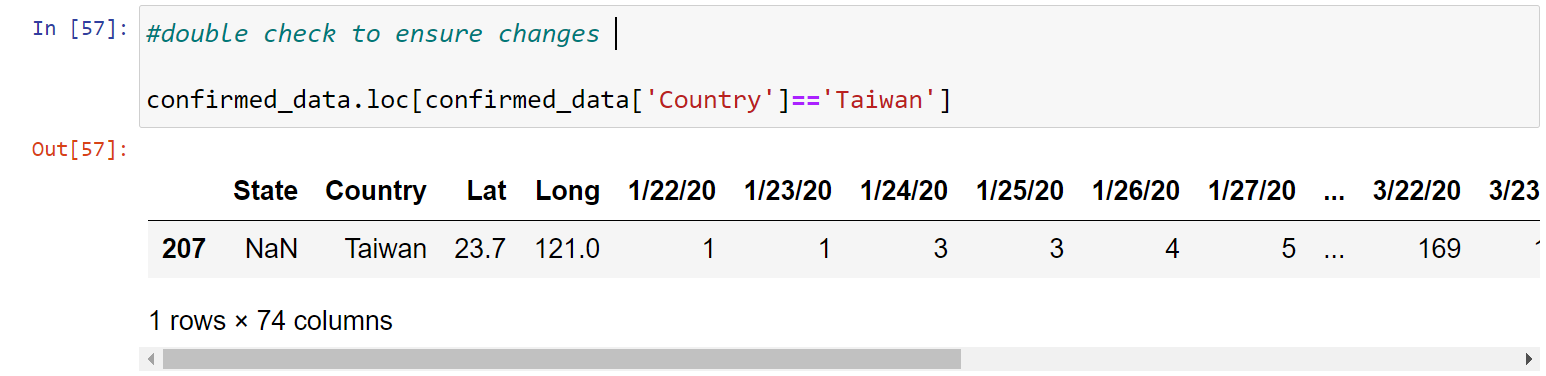 In [57]: #double check to ensure changes
confirmed_data.loc[confirmed_data['Country']=='Taiwan']
Out[57]:
State Country Lat Long 1/22/20 1/23/20 1/24/20 1/25/20 1/26/20 1/27/20 ... 3/22/20 3/23
207 NaN Taiwan 23.7 121.0 1 1 3 3 4 5 ... 169
1 rows × 74 columns